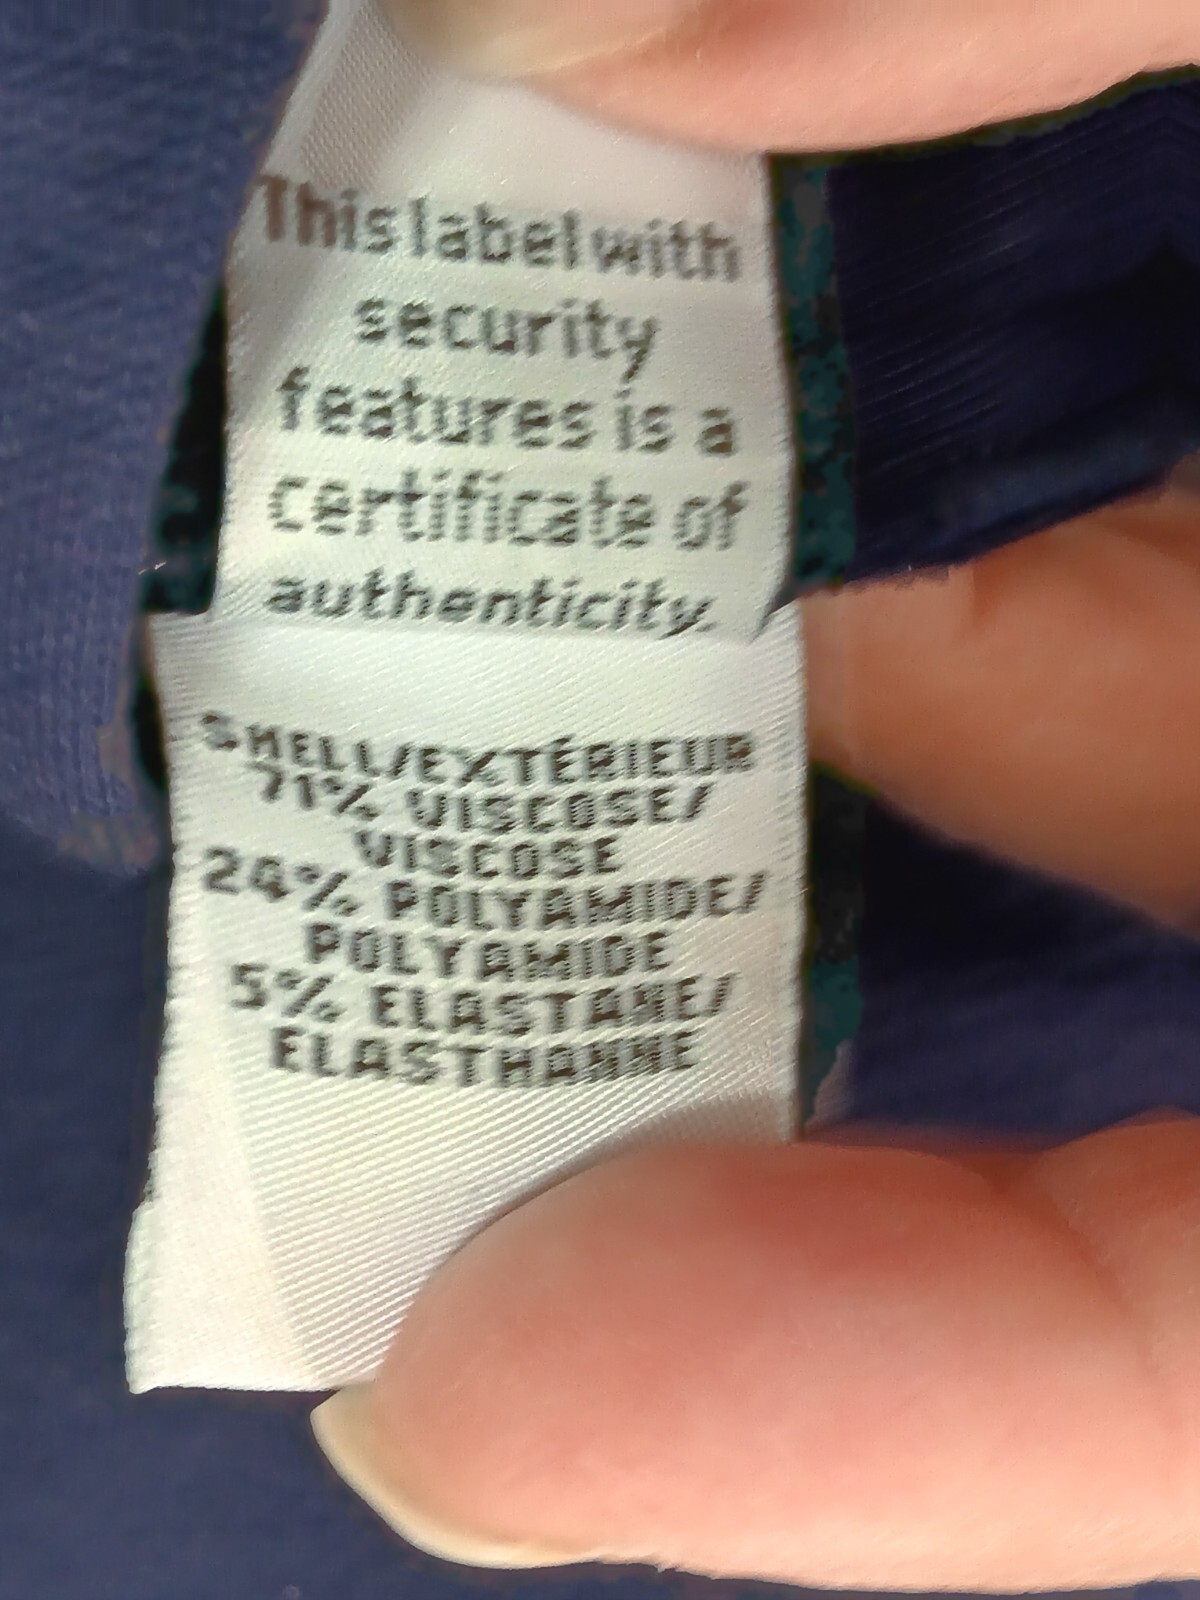 This label with
security
features is a
certificate of
authenticity.
SHELL/EXTÉRIEUR
71% VISCOSE/
VISCOSE
24% POLYAMIDE/
POLYAMIDE
5% ELASTANE/
ELASTHANNE